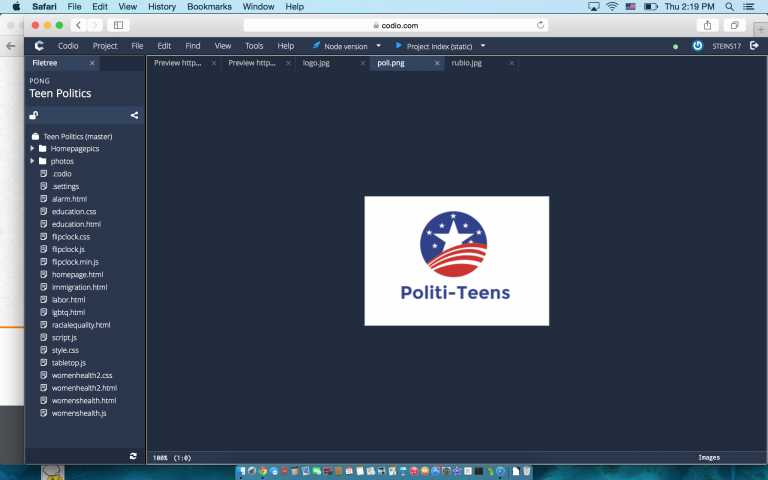 Safari File Edit View History Bookmarks Window Help Thu 2:19 PM
codio.com
Codio Project File Edit Find View Tools Help Node version Project Index (static) STEINS17
Filetree Preview http... Preview http... logo.jpg poli.png rubio.jpg
PONG
Teen Politics
Teen Politics (master)
Homepagepics
photos
.codio
.settings
alarm.html
education.css
education.html
flipclock.css
flipclock.js
flipclock.min.js
homepage.html
immigration.html
labor.html
lgbtq.html
racialequality.html
script.js
style.css
tabletop.js
womenhealth2.css
womenhealth2.html
womenshealth.html
womenshealth.js
Politi-Teens
100% (1:0) Images